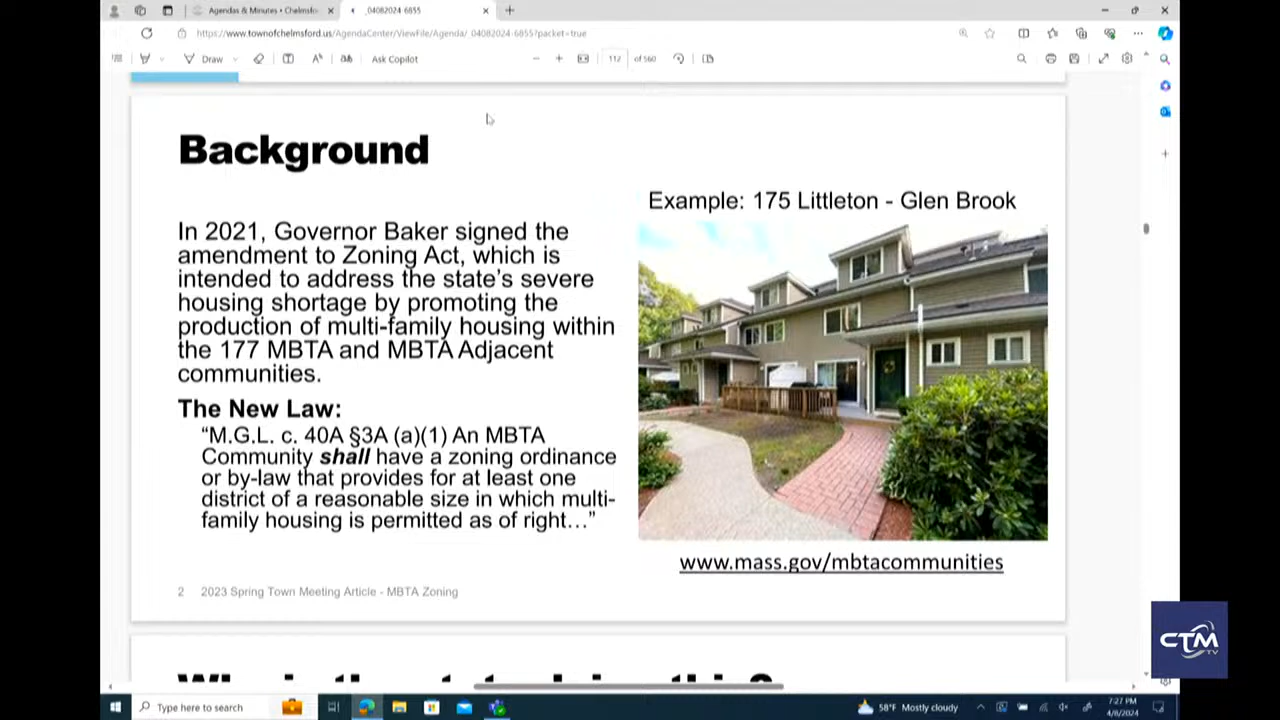 Agendas & Minutes • Chelmsfo
_04082024-6855
https://www.townofchelmsford.us/AgendaCenter/ViewFile/Agenda/_04082024-6855?packet=true
Draw
Ask Copilot
112 of 560
Background
Example: 175 Littleton - Glen Brook
In 2021, Governor Baker signed the
amendment to Zoning Act, which is
intended to address the state’s severe
housing shortage by promoting the
production of multi-family housing within
the 177 MBTA and MBTA Adjacent
communities.
The New Law:
“M.G.L. c. 40A §3A (a)(1) An MBTA
Community shall have a zoning ordinance
or by-law that provides for at least one
district of a reasonable size in which multi-
family housing is permitted as of right…”
www.mass.gov/mbtacommunities
2 2023 Spring Town Meeting Article - MBTA Zoning
CTM
TV
Type here to search
58°F Mostly cloudy
7:27 PM
4/8/2024